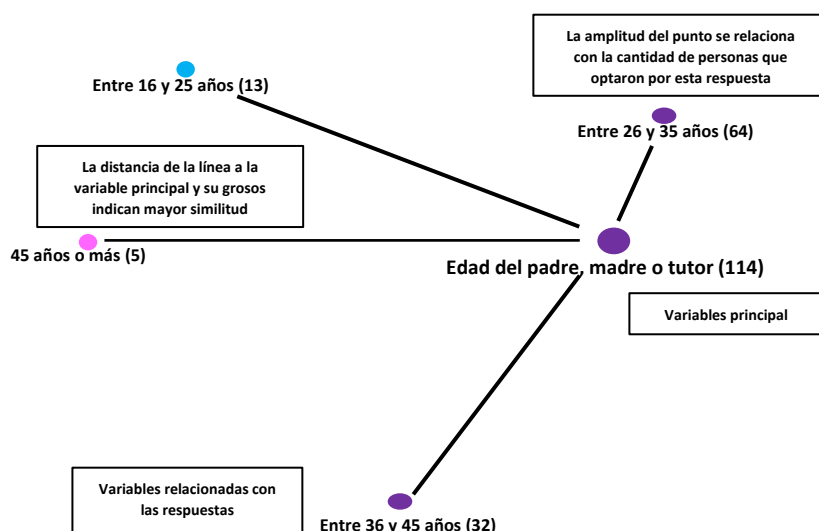 La amplitud del punto se relaciona
con la cantidad de personas que
optaron por esta respuesta
Entre 16 y 25 años (13)
Entre 26 y 35 años (64)
La distancia de la línea a la
variable principal y su grosos
indican mayor similitud
45 años o más (5)
Edad del padre, madre o tutor (114)
Variables principal
Variables relacionadas con
las respuestas
Entre 36 y 45 años (32)